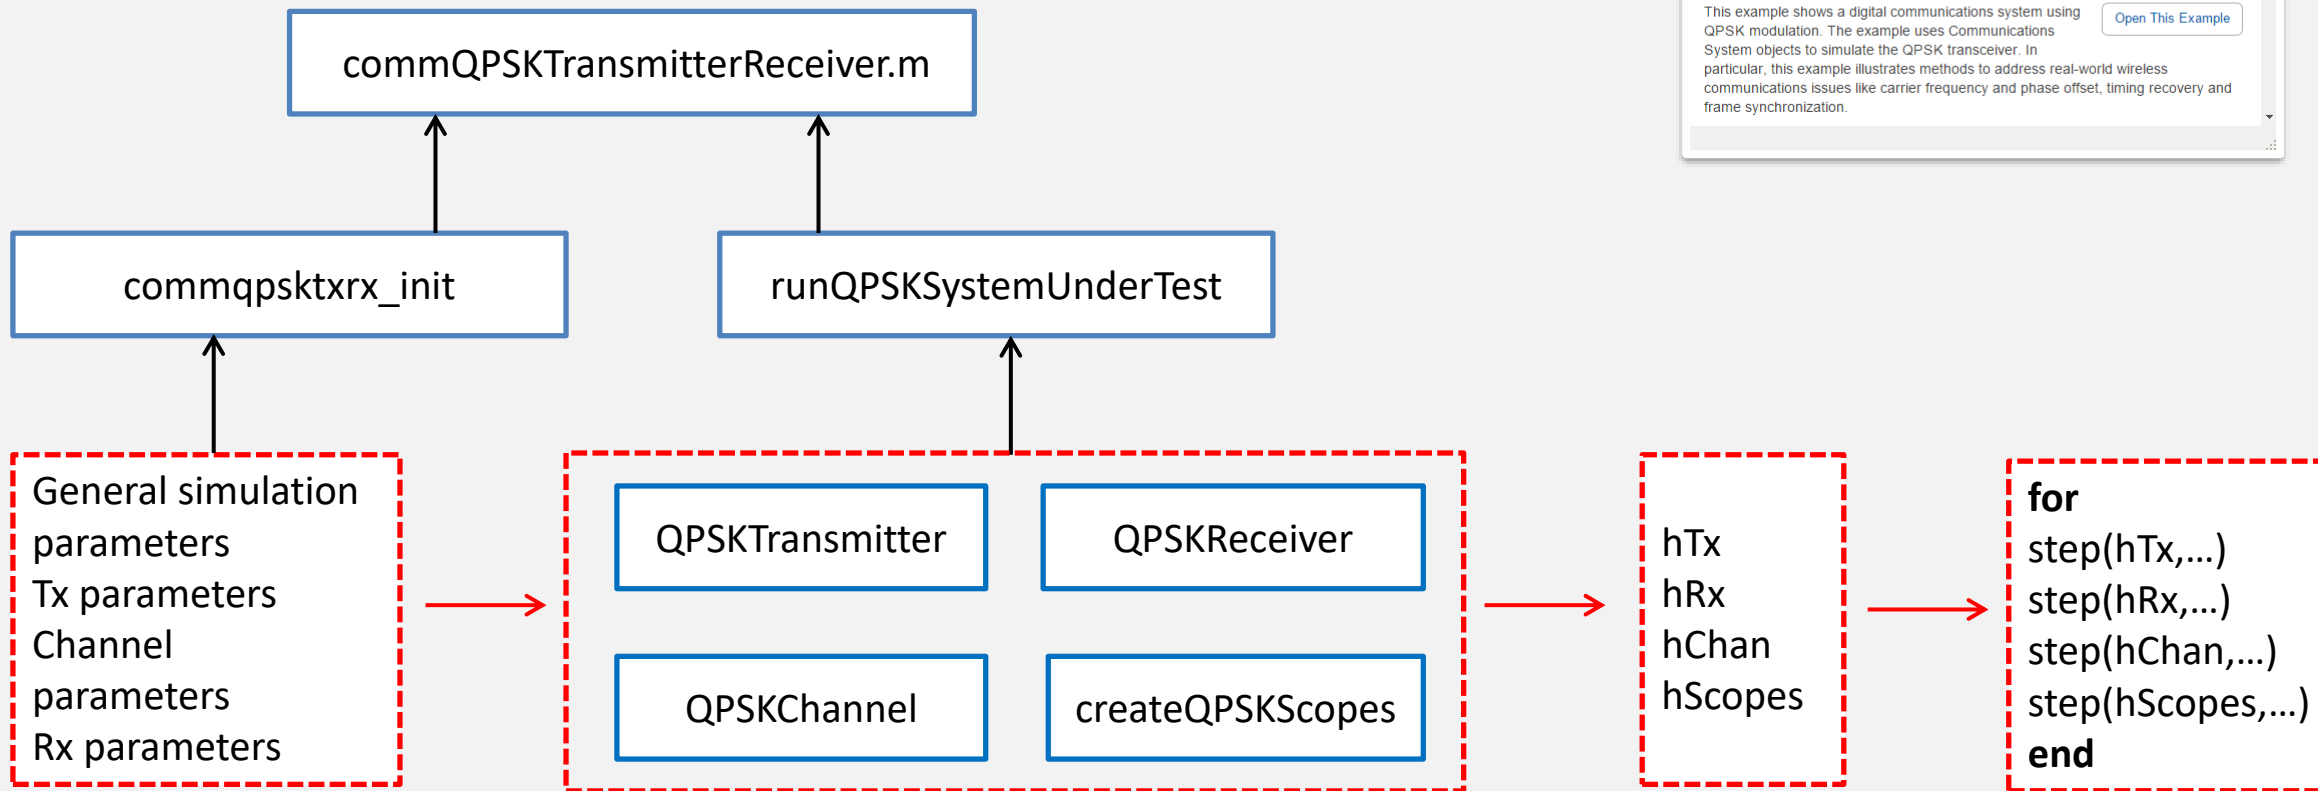 This example shows a digital communications system using
QPSK modulation. The example uses Communications
System objects to simulate the QPSK transceiver. In
particular, this example illustrates methods to address real-world wireless
communications issues like carrier frequency and phase offset, timing recovery and
frame synchronization.
Open This Example
commQPSKTransmitterReceiver.m
commqpsktxrx_init
runQPSKSystemUnderTest
General simulation
parameters
Tx parameters
Channel
parameters
Rx parameters
QPSKTransmitter
QPSKReceiver
QPSKChannel
createQPSKScopes
hTx
hRx
hChan
hScopes
for
step(hTx,...)
step(hRx,...)
step(hChan,...)
step(hScopes,...)
end